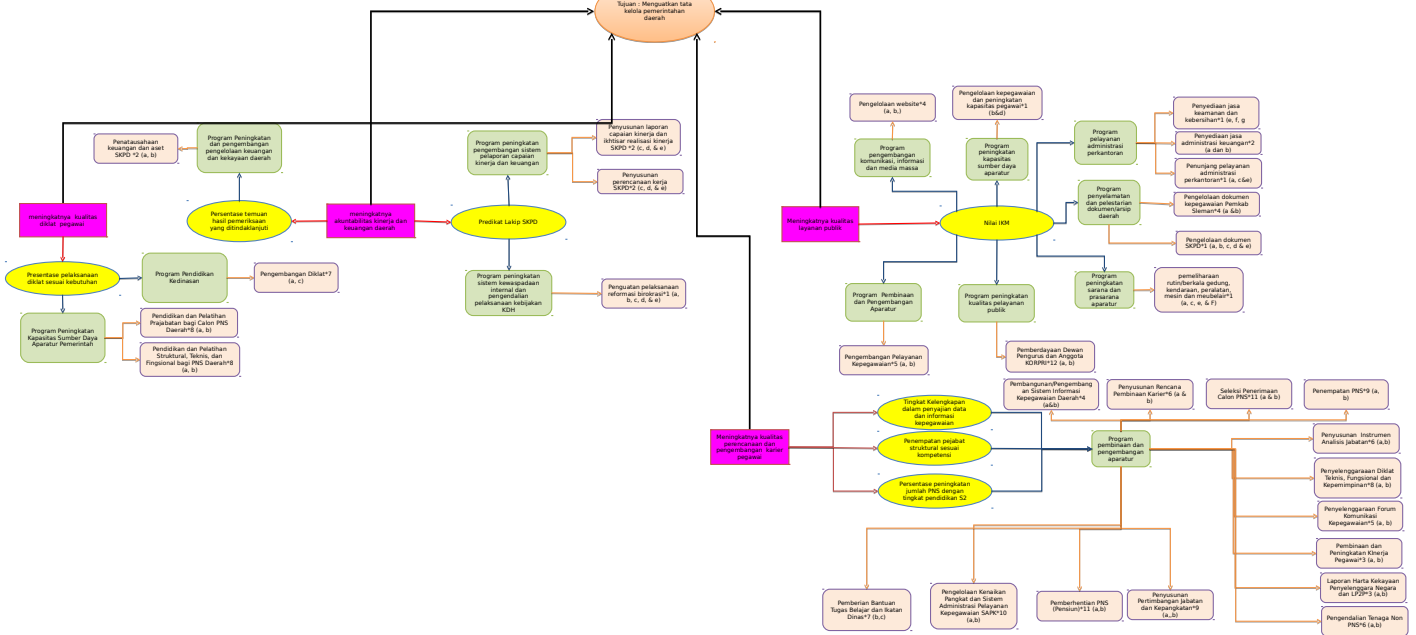 Tujuan : Menguatkan tata
kelola pemerintahan
daerah
Penatausahaan
keuangan dan aset
SKPD *2 (a, b)
Program Peningkatan
dan pengembangan
pengelolaan keuangan
dan kekayaan daerah
Program peningkatan
pengembangan sistem
pelaporan capaian
kinerja dan keuangan
Penyusunan laporan
capaian kinerja dan
ikhtisar realisasi kinerja
SKPD *2 (c, d, & e)
Penyusunan
perencanaan kerja
SKPD*2 (c, d, & e)
meningkatnya kualitas
diklat pegawai
Persentase temuan
hasil pemeriksaan
yang ditindaklanjuti
meningkatnya
akuntabilitas kinerja dan
keuangan daerah
Predikat Lakip SKPD
Presentase pelaksanaan
diklat sesuai kebutuhan
Program Pendidikan
Kedinasan
Pengembangan Diklat*7
(a, c)
Program peningkatan
sistem kewaspadaan
internal dan
pengendalian
pelaksanaan kebijakan
KDH
Penguatan pelaksanaan
reformasi birokrasi*1 (a,
b, c, d, & e)
Program Peningkatan
Kapasitas Sumber Daya
Aparatur Pemerintah
Pendidikan dan Pelatihan
Prajabatan bagi Calon PNS
Daerah*8 (a, b)
Pendidikan dan Pelatihan
Struktural, Teknis, dan
Fingsional bagi PNS Daerah*8
(a, b)
Pengelolaan website*4
(a, b,)
Pengelolaan kepegawaian
dan peningkatan
kapasitas pegawai*1
(b&d)
Program
pengembangan
komunikasi, informasi
dan media massa
Program
peningkatan
kapasitas
sumber daya
aparatur
Program
pelayanan
administrasi
perkantoran
Penyediaan jasa
keamanan dan
kebersihan*1 (e, f, g
Penyediaan jasa
administrasi keuangan*2
(a dan b)
Penunjang pelayanan
administrasi
perkantoran*1 (a, c&e)
Program
penyelamatan
dan pelestarian
dokumen/arsip
daerah
Pengelolaan dokumen
kepegawaian Pemkab
Sleman*4 (a &b)
Pengelolaan dokumen
SKPD*1 (a, b, c, d & e)
Meningkatnya kualitas
layanan publik
Nilai IKM
Program Pembinaan
dan Pengembangan
Aparatur
Program peningkatan
kualitas pelayanan
publik
Program
peningkatan
sarana dan
prasarana
aparatur
pemeliharaan
rutin/berkala gedung,
kendaraan, peralatan,
mesin dan meubelair*1
(a, c, e, & F)
Pengembangan Pelayanan
Kepegawaian*5 (a, b)
Pemberdayaan Dewan
Pengurus dan Anggota
KORPRI*12 (a, b)
Pembangunan/Pengembang
an Sistem Informasi
Kepegawaian Daerah*4
(a&b)
Penyusunan Rencana
Pembinaan Karier*6 (a &
b)
Seleksi Penerimaan
Calon PNS*11 (a & b)
Penempatan PNS*9 (a,
b)
Meningkatnya kualitas
perencanaan dan
pengembangan karier
pegawai
Tingkat Kelengkapan
dalam penyajian data
dan informasi
kepegawaian
Penempatan pejabat
struktural sesuai
kompetensi
Persentase peningkatan
jumlah PNS dengan
tingkat pendidikan S2
Program
pembinaan dan
pengembangan
aparatur
Penyusunan Instrumen
Analisis Jabatan*6 (a,b)
Penyelenggaraaan Diklat
Teknis, Fungsional dan
Kepemimpinan*8 (a, b)
Penyelenggaraan Forum
Komunikasi
Kepegawaian*5 (a, b)
Pembinaan dan
Peningkatan KInerja
Pegawai*3 (a, b)
Laporan Harta Kekayaan
Penyelenggara Negara
dan LP2P*3 (a,b)
Pengendalian Tenaga Non
PNS*6 (a,b)
Pemberian Bantuan
Tugas Belajar dan Ikatan
Dinas*7 (b,c)
Pengelolaan Kenaikan
Pangkat dan Sistem
Administrasi Pelayanan
Kepegawaian SAPK*10
(a,b)
Pemberhentian PNS
(Pensiun)*11 (a,b)
Penyusunan
Pertimbangan Jabatan
dan Kepangkatan*9
(a,,b)